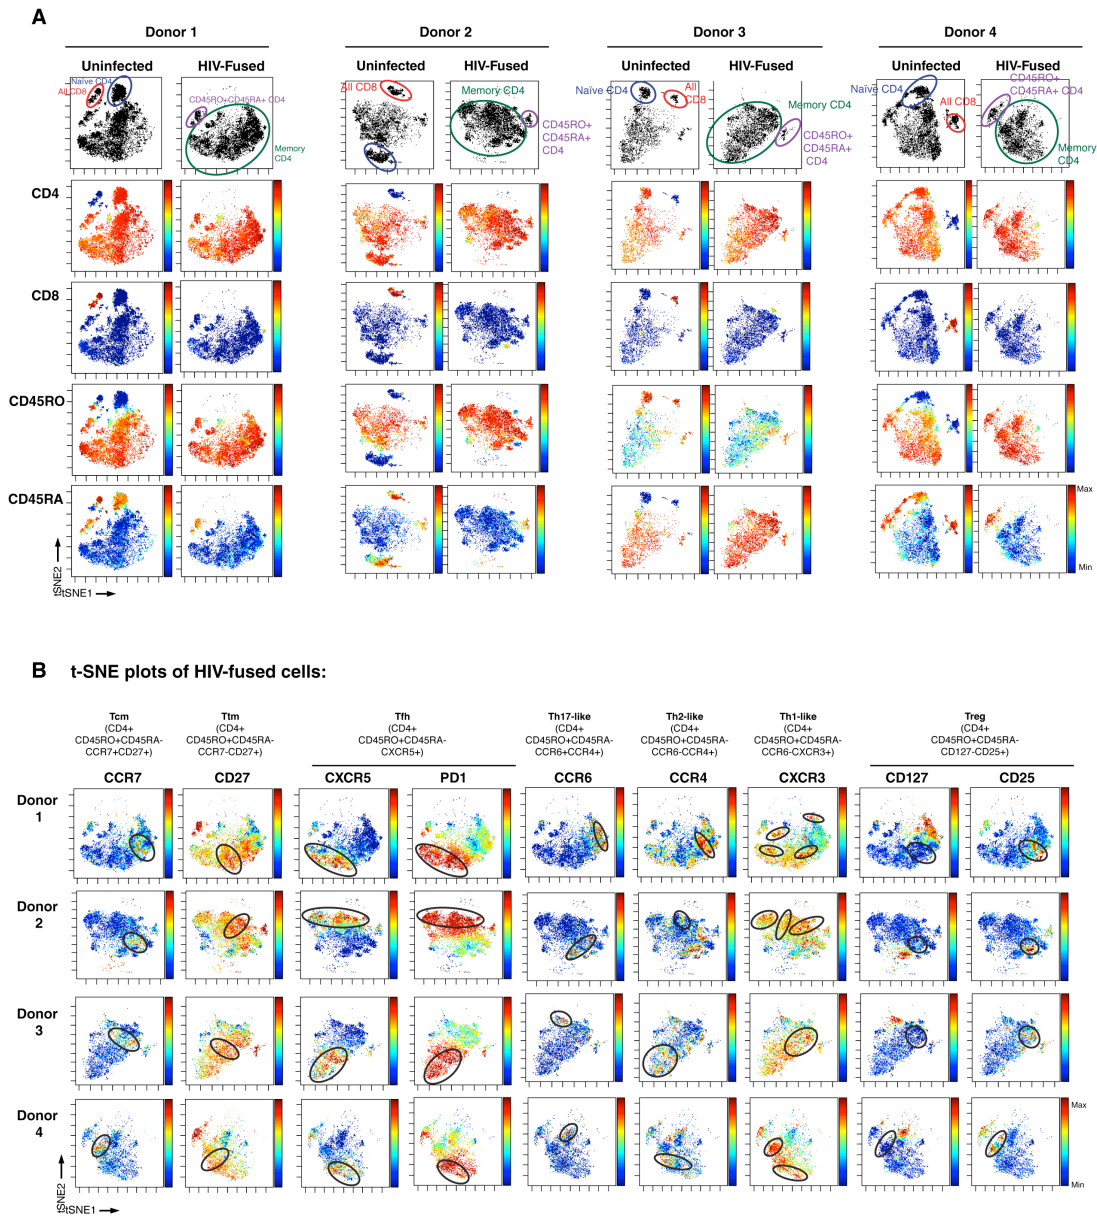 A
Donor 1
Donor 2
Donor 3
Donor 4
Uninfected
HIV-Fused
Uninfected
HIV-Fused
Uninfected
HIV-Fused
Uninfected
HIV-Fused
Naïve CD4
All CD8
CD45RO+CD45RA+ CD4
Memory
CD4
All CD8
Memory CD4
CD45RO+
CD45RA+
CD4
Naïve CD4
All
CD8
Memory CD4
CD45RO+
CD45RA+
CD4
Naïve CD4
All CD8
CD45RO+
CD45RA+ CD4
Memory
CD4
CD4
CD8
CD45RO
CD45RA
Max
Min
tSNE2
tSNE1
B
t-SNE plots of HIV-fused cells:
Tcm
(CD4+
CD45RO+CD45RA-
CCR7+CD27+)
Ttm
(CD4+
CD45RO+CD45RA-
CCR7-CD27+)
Tfh
(CD4+
CD45RO+CD45RA-
CXCR5+)
Th17-like
(CD4+
CD45RO+CD45RA-
CCR6+CCR4+)
Th2-like
(CD4+
CD45RO+CD45RA-
CCR6-CCR4+)
Th1-like
(CD4+
CD45RO+CD45RA-
CCR6-CXCR3+)
Treg
(CD4+
CD45RO+CD45RA-
CD127-CD25+)
CCR7
CD27
CXCR5
PD1
CCR6
CCR4
CXCR3
CD127
CD25
Donor
1
Donor
2
Donor
3
Donor
4
Max
Min
tSNE2
tSNE1